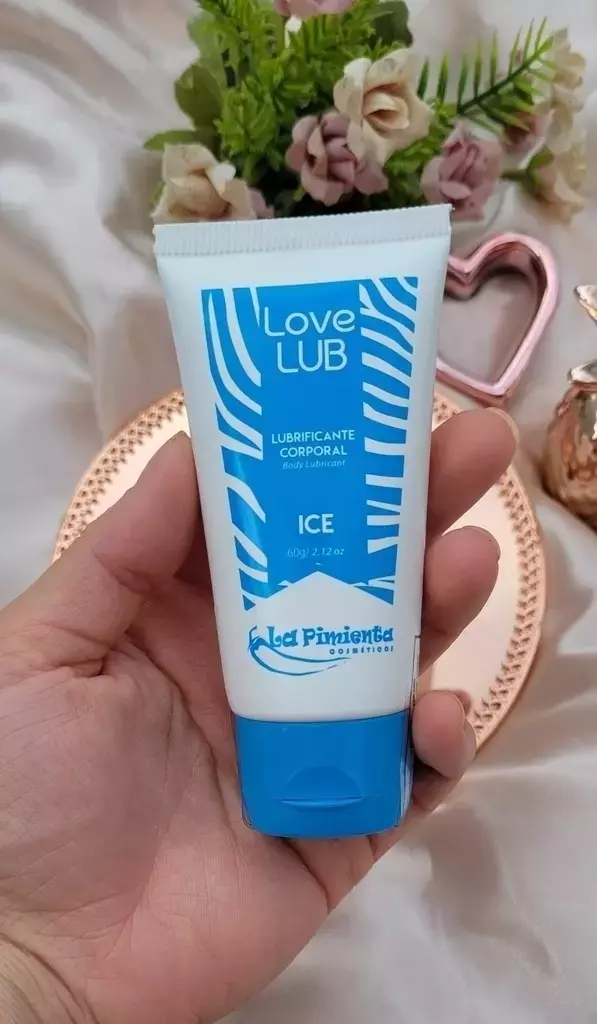 Love
LUB
LUBRIFICANTE
CORPORAL
Body Lubricant
ICE
60g/ 2,12 oz
La Pimienta
COSMÉTICOS